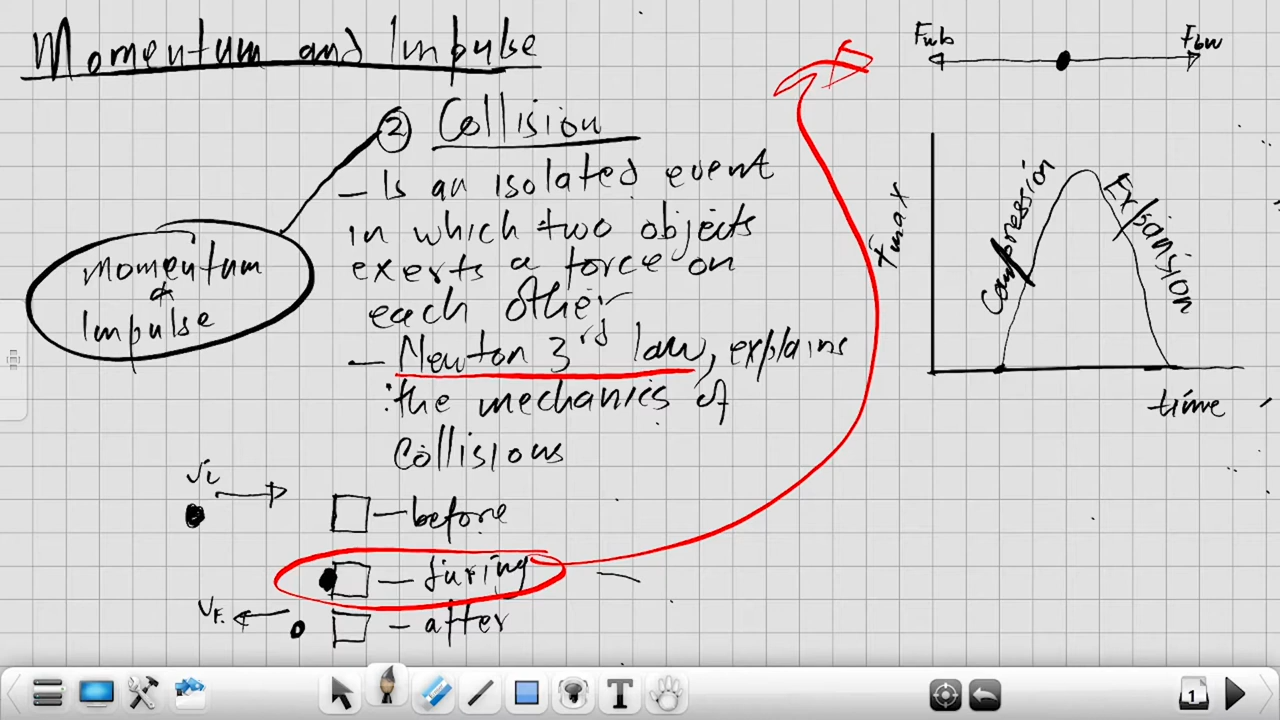 Momentum and Impulse
② Collision
- Is an isolated event
in which two objects
exerts a force on
each other
- Newton 3rd law, explains
the mechanics of
collisions
momentum
&
Impulse
Vi
- before
- during
VF.
- after
Fwb
Fbw
Fmax
Compression
Expansion
time
T
1